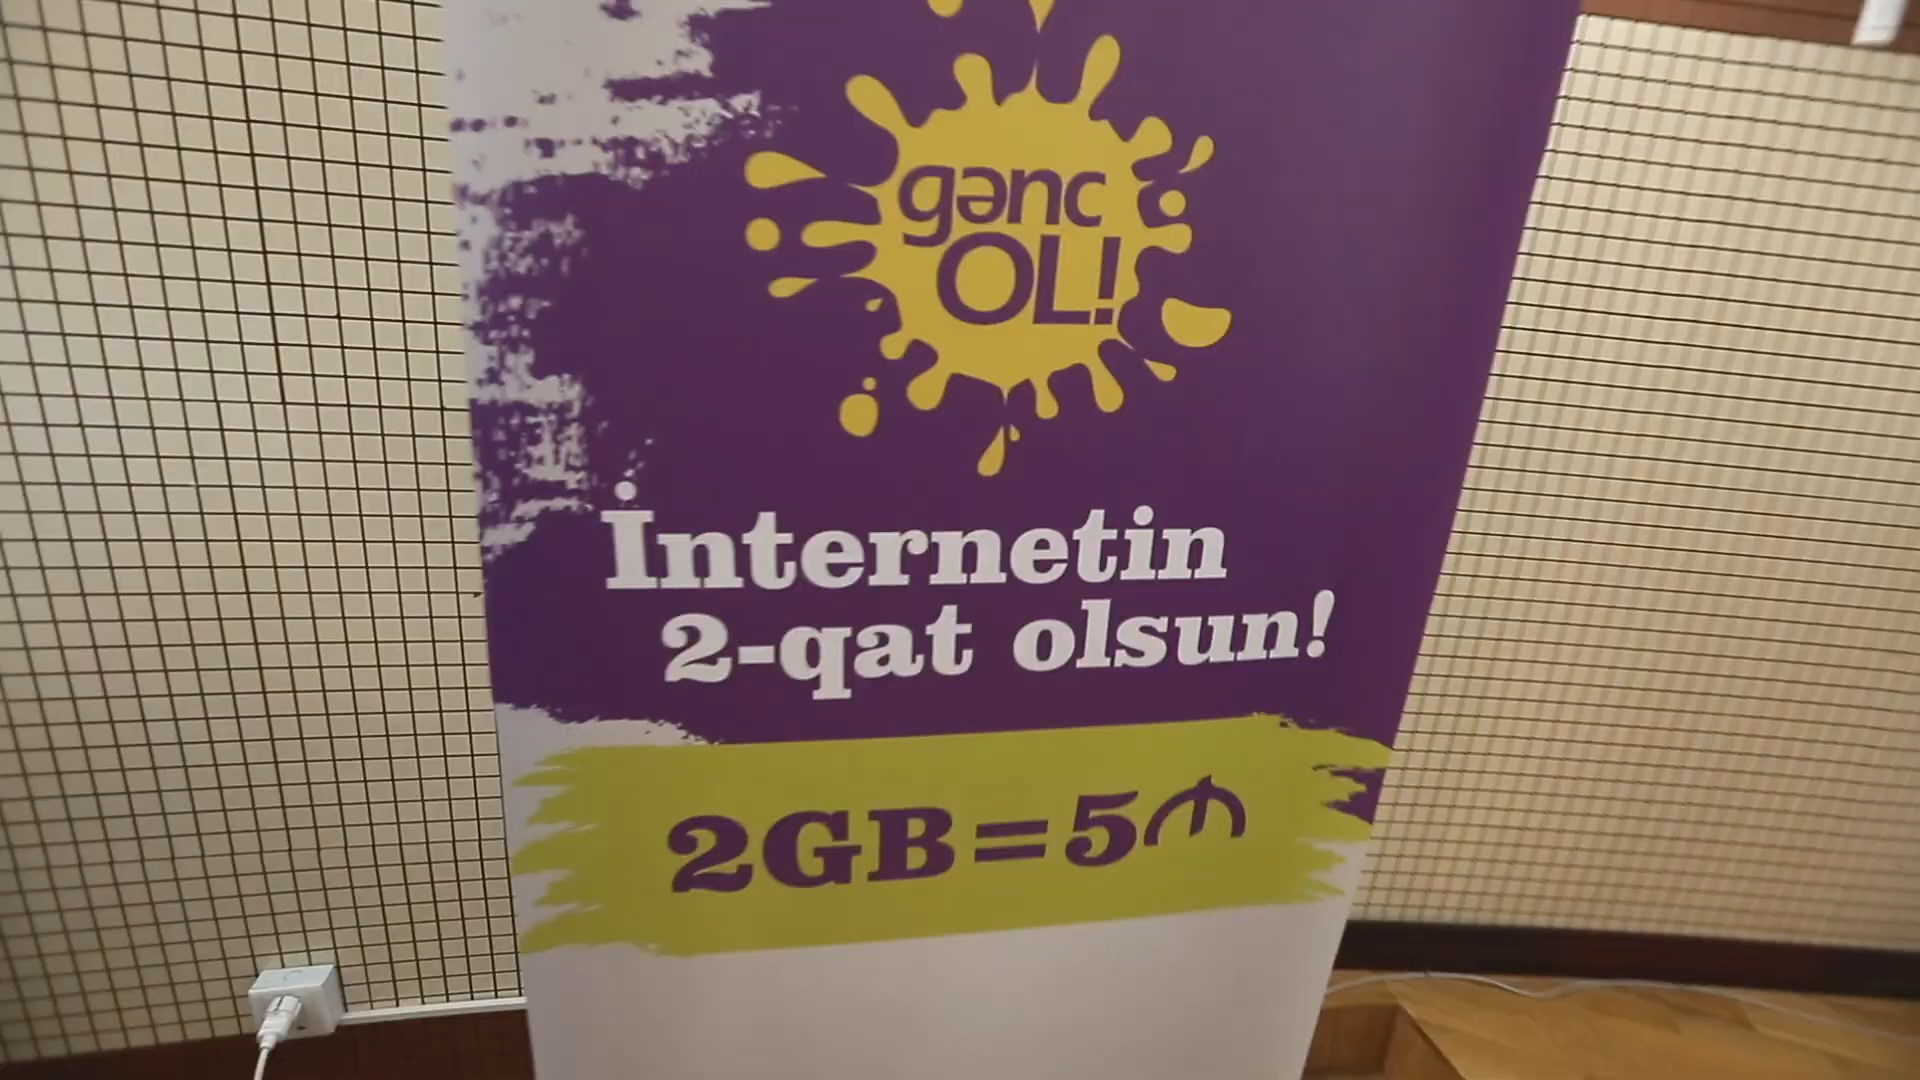 gənc
OL!
İnternetin
2-qat olsun!
2GB=5₼